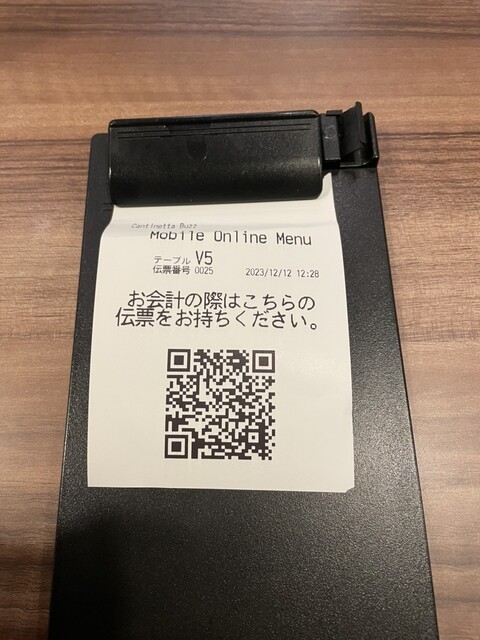 Cantinetta Buzz
Mobile Online Menu
テーブル V5
伝票番号 0025 2023/12/12 12:28
お会計の際はこちらの
伝票をお持ちください。